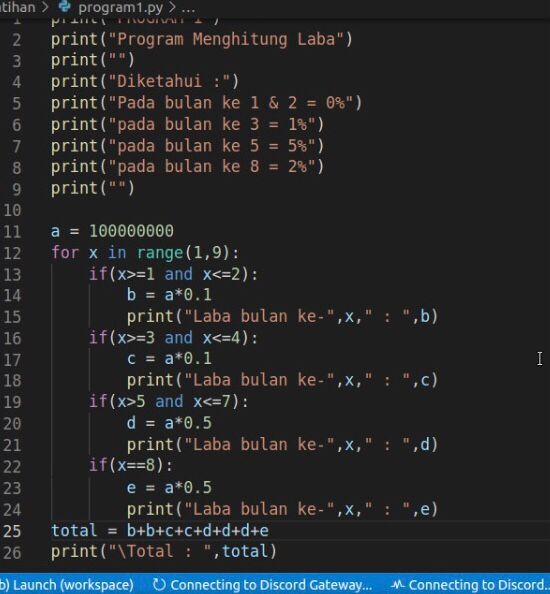 tihan > program1.py > ...
1 print("PROGRAM 1")
2 print("Program Menghitung Laba")
3 print("")
4 print("Diketahui :")
5 print("Pada bulan ke 1 & 2 = 0%")
6 print("pada bulan ke 3 = 1%")
7 print("pada bulan ke 5 = 5%")
8 print("pada bulan ke 8 = 2%")
9 print("")
10
11 a = 100000000
12 for x in range(1,9):
13     if(x>=1 and x<=2):
14         b = a*0.1
15         print("Laba bulan ke-",x," : ",b)
16     if(x>=3 and x<=4):
17         c = a*0.1
18         print("Laba bulan ke-",x," : ",c)
19     if(x>5 and x<=7):
20         d = a*0.5
21         print("Laba bulan ke-",x," : ",d)
22     if(x==8):
23         e = a*0.5
24         print("Laba bulan ke-",x," : ",e)
25 total = b+b+c+c+d+d+d+e
26 print("\Total : ",total)
b) Launch (workspace) Connecting to Discord Gateway... Connecting to Discord..